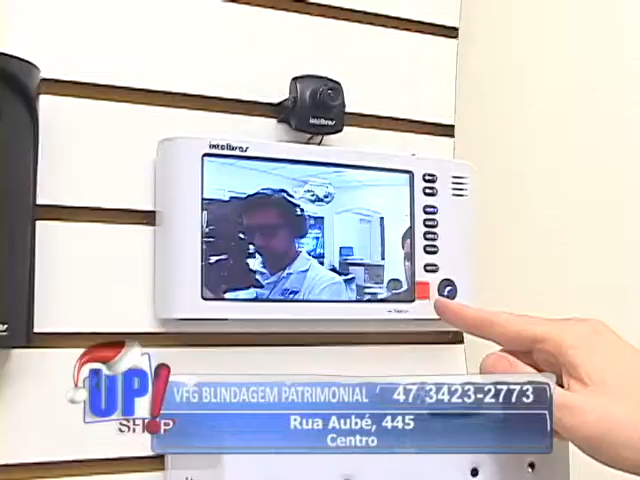 intelbras
intelbras
UP!
SHOP
VFG BLINDAGEM PATRIMONIAL
47 3423-2773
Rua Aubé, 445
Centro